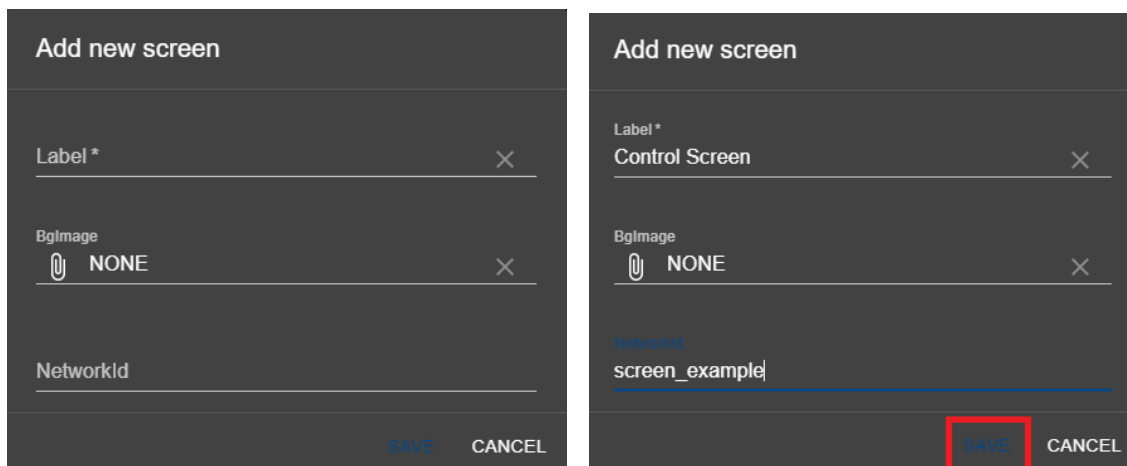 Add new screen
Label *
BgImage
NONE
NetworkId
SAVE CANCEL
Add new screen
Label *
Control Screen
BgImage
NONE
NetworkId
screen_example
SAVE CANCEL